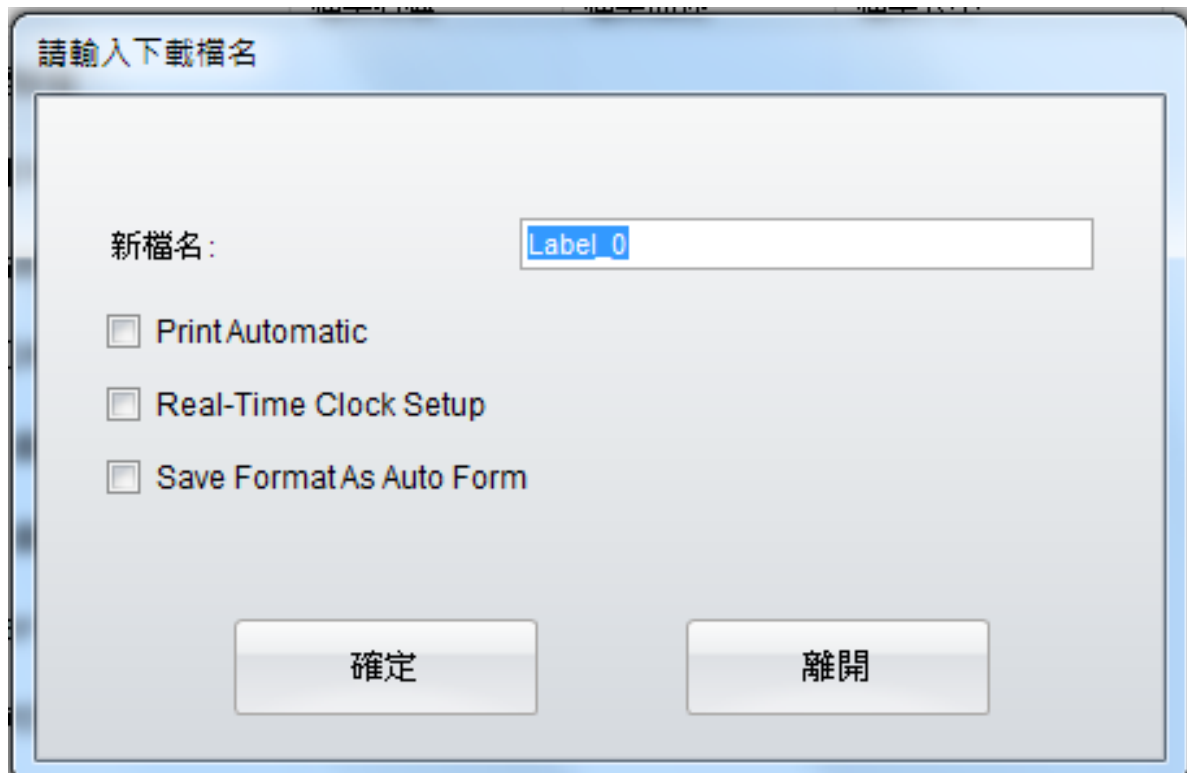 請輸入下載檔名
新檔名:
Label_0
Print Automatic
Real-Time Clock Setup
Save Format As Auto Form
確定
離開